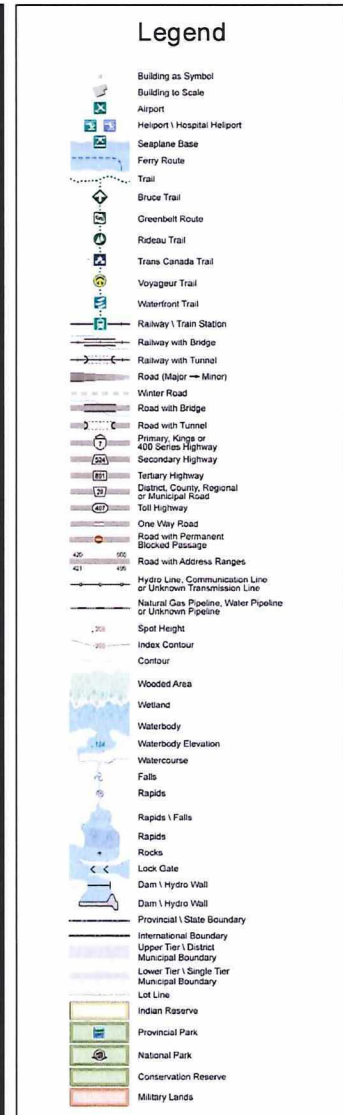 Legend
Building as Symbol
Building to Scale
Airport
Heliport \ Hospital Heliport
Seaplane Base
Ferry Route
Trail
Bruce Trail
Greenbelt Route
Rideau Trail
Trans Canada Trail
Voyageur Trail
Waterfront Trail
Railway \ Train Station
Railway with Bridge
Railway with Tunnel
Road (Major → Minor)
Winter Road
Road with Bridge
Road with Tunnel
7 Primary, Kings or
400 Series Highway
524 Secondary Highway
801 Tertiary Highway
District, County, Regional
or Municipal Road
407 Toll Highway
One Way Road
Road with Permanent
Blocked Passage
Road with Address Ranges
421
Hydro Line, Communication Line
or Unknown Transmission Line
Natural Gas Pipeline, Water Pipeline
or Unknown Pipeline
Spot Height
Index Contour
Contour
Wooded Area
Wetland
Waterbody
Waterbody Elevation
Watercourse
Falls
Rapids
Rapids \ Falls
Rapids
Rocks
Lock Gate
Dam \ Hydro Wall
Dam \ Hydro Wall
Provincial \ State Boundary
International Boundary
Upper Tier \ District
Municipal Boundary
Lower Tier \ Single Tier
Municipal Boundary
Lot Line
Indian Reserve
Provincial Park
National Park
Conservation Reserve
Military Lands